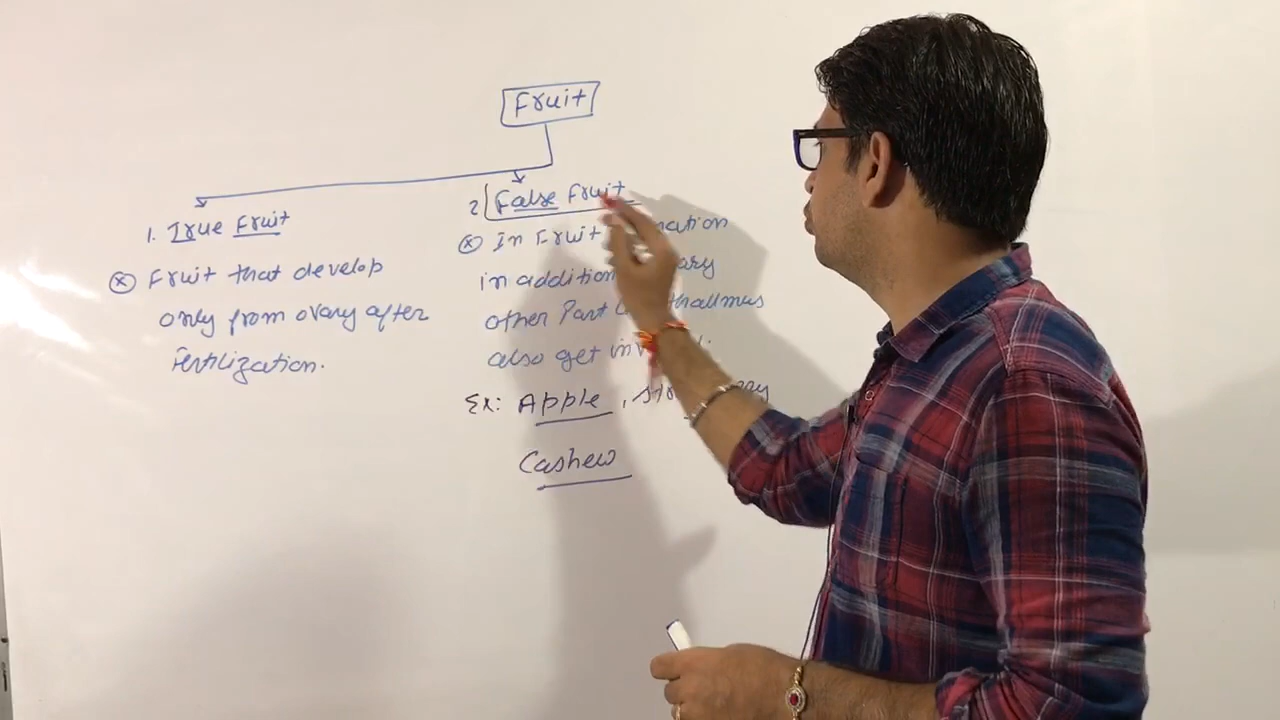 Fruit
1. True Fruit
Fruit that develop
only from ovary after
Fertilization.
2 False Fruit
In Fruit
in addition
other Part thallmus
also get
Ex: Apple,
Cashew